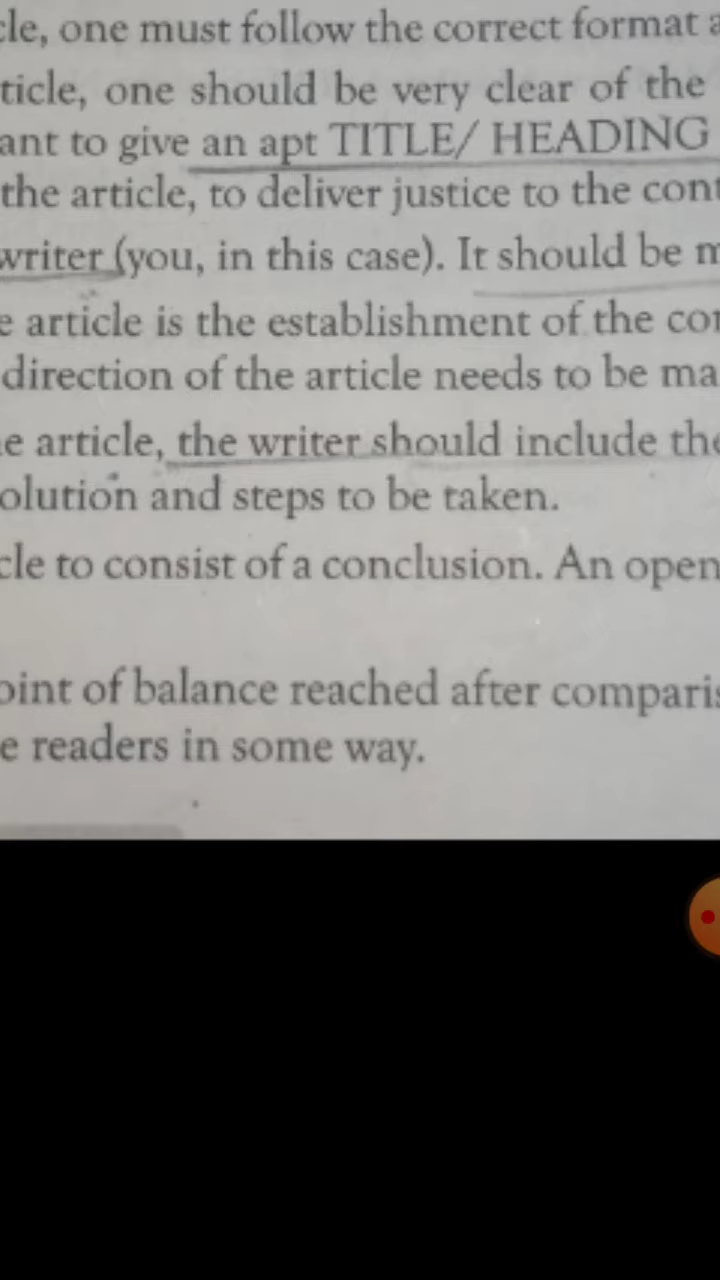 cle, one must follow the correct format
ticle, one should be very clear of the
ant to give an apt TITLE/ HEADING
the article, to deliver justice to the cont
writer (you, in this case). It should be m
e article is the establishment of the con
direction of the article needs to be ma
e article, the writer should include the
olution and steps to be taken.
cle to consist of a conclusion. An open
oint of balance reached after comparis
e readers in some way.